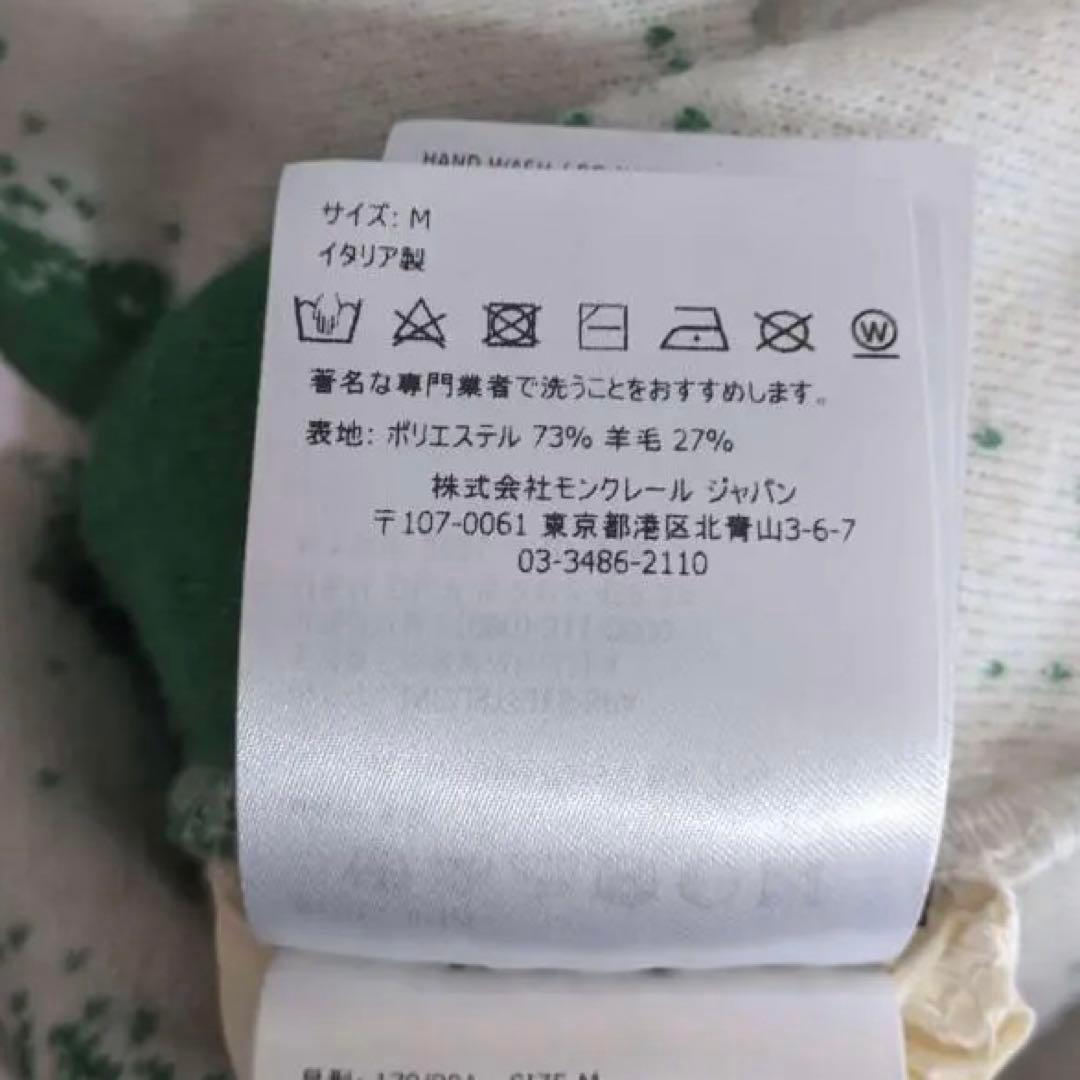 HAND WASH /
サイズ: M
イタリア製
W
著名な専門業者で洗うことをおすすめします。
表地: ポリエステル 73% 羊毛 27%
株式会社モンクレール ジャパン
〒107-0061 東京都港区北青山3-6-7
03-3486-2110
SIZE M